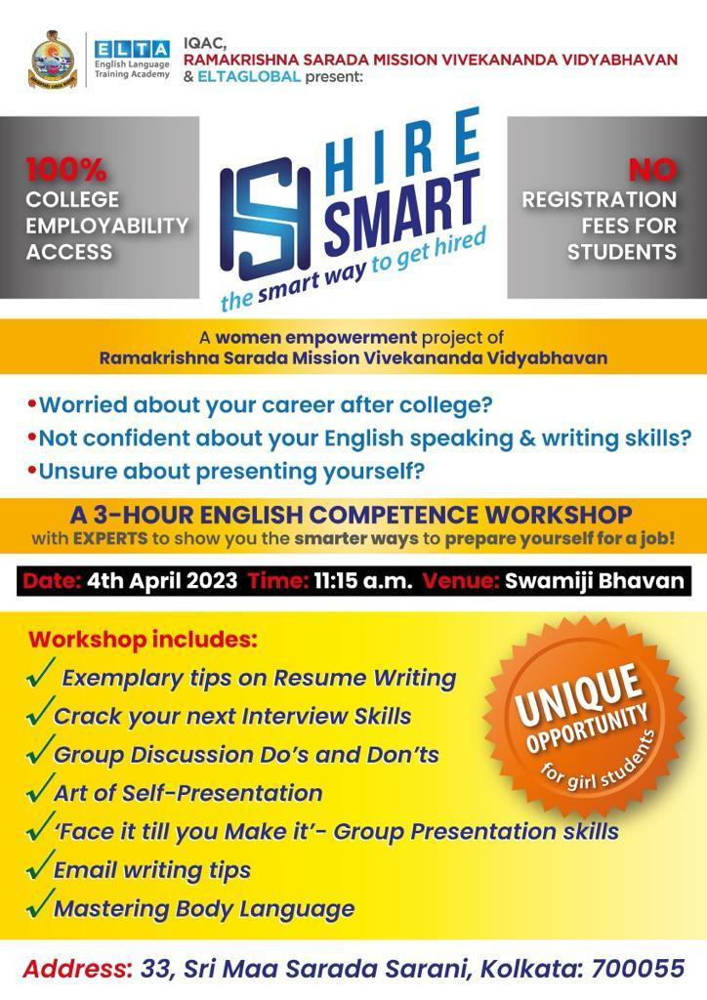 ELTA
English Language
Training Academy
IQAC,
RAMAKRISHNA SARADA MISSION VIVEKANANDA VIDYABHAVAN
& ELTAGLOBAL present:
100%
COLLEGE
EMPLOYABILITY
ACCESS
HIRE
SMART
the smart way to get hired
NO
REGISTRATION
FEES FOR
STUDENTS
A women empowerment project of
Ramakrishna Sarada Mission Vivekananda Vidyabhavan
•Worried about your career after college?
•Not confident about your English speaking & writing skills?
•Unsure about presenting yourself?
A 3-HOUR ENGLISH COMPETENCE WORKSHOP
with EXPERTS to show you the smarter ways to prepare yourself for a job!
Date: 4th April 2023 Time: 11:15 a.m. Venue: Swamiji Bhavan
Workshop includes:
✓ Exemplary tips on Resume Writing
✓ Crack your next Interview Skills
✓ Group Discussion Do's and Don'ts
✓ Art of Self-Presentation
✓ 'Face it till you Make it'- Group Presentation skills
✓ Email writing tips
✓ Mastering Body Language
UNIQUE
OPPORTUNITY
for girl students
Address: 33, Sri Maa Sarada Sarani, Kolkata: 700055